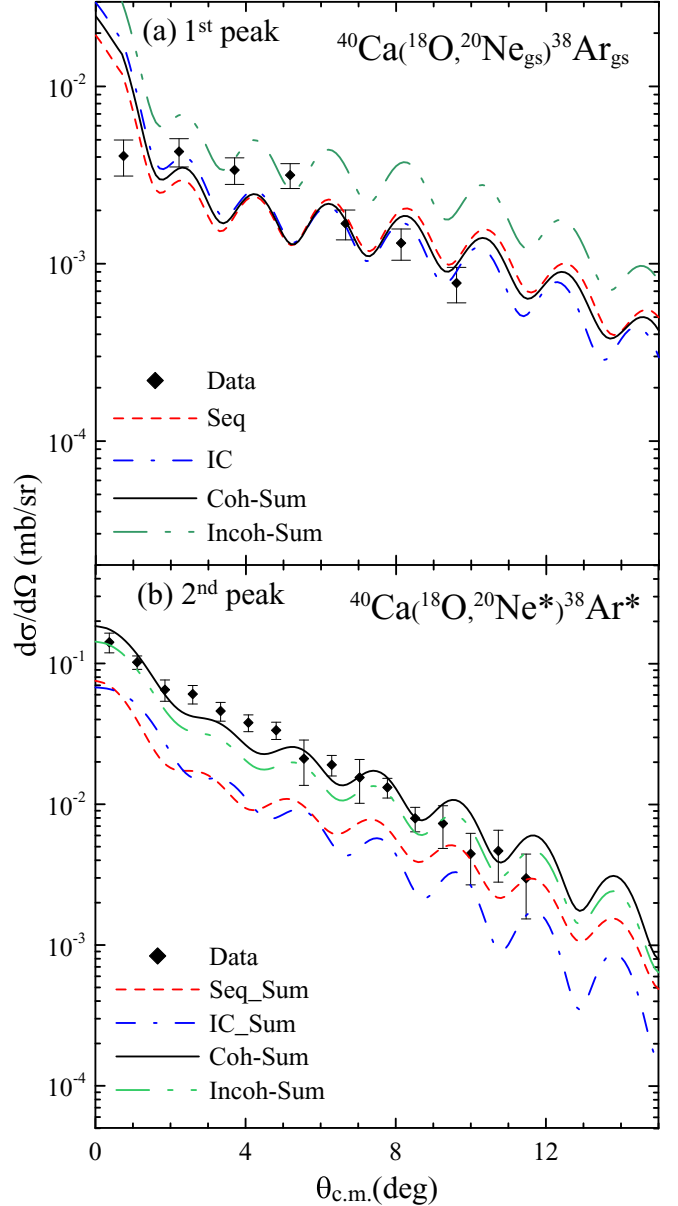 (a) 1st peak
⁴⁰Ca(¹⁸O,²⁰Negs)³⁸Args
10⁻²
10⁻³
10⁻⁴
Data
Seq
IC
Coh-Sum
Incoh-Sum
dσ/dΩ (mb/sr)
(b) 2nd peak
⁴⁰Ca(¹⁸O,²⁰Ne*)³⁸Ar*
10⁻¹
10⁻²
10⁻³
10⁻⁴
Data
Seq_Sum
IC_Sum
Coh-Sum
Incoh-Sum
0 4 8 12
θc.m.(deg)